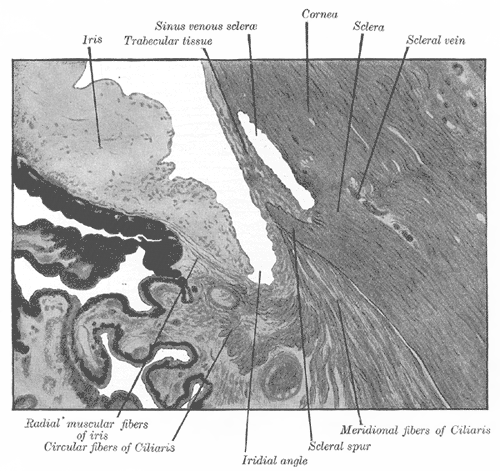 Cornea
Sinus venous scleræ
Sclera
Iris
Trabecular tissue
Scleral vein
Radial muscular fibers
of iris
Circular fibers of Ciliaris
Iridial angle
Scleral spur
Meridional fibers of Ciliaris